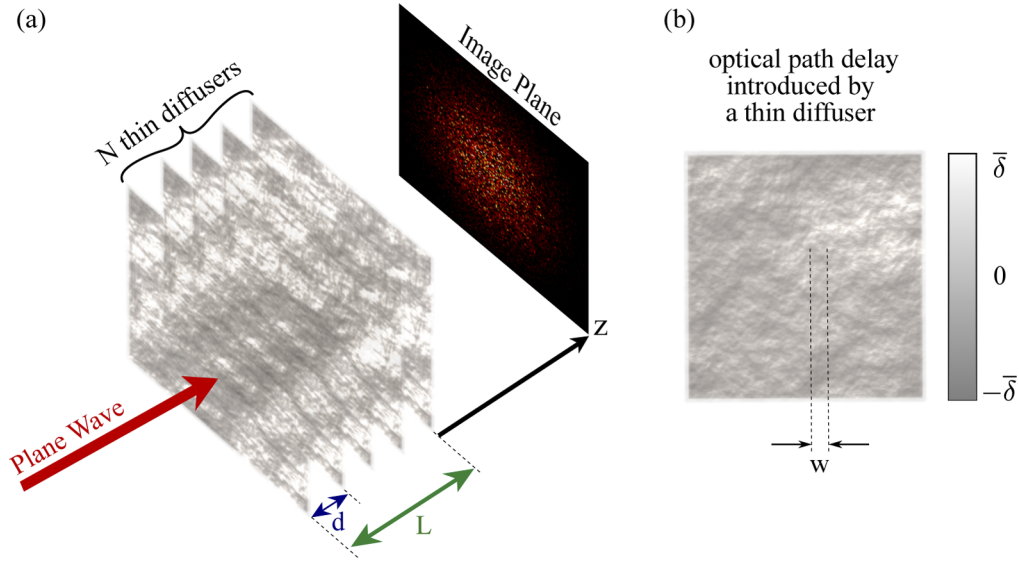 (a)
N thin diffusers
Image Plane
z
Plane Wave
d
L
(b)
optical path delay
introduced by
a thin diffuser
δ̅
0
−δ̅
w